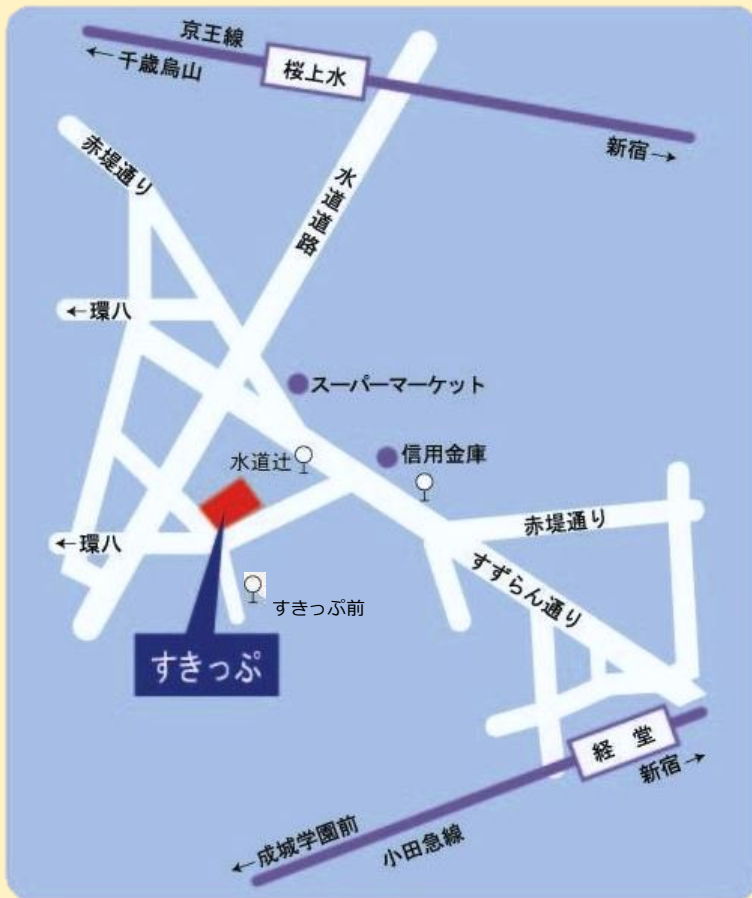 京王線
←千歳烏山
桜上水
新宿→
赤堤通り
水道道路
←環八
スーパーマーケット
水道辻
信用金庫
赤堤通り
←環八
すずらん通り
すきっぷ前
すきっぷ
経 堂
新宿→
←成城学園前
小田急線